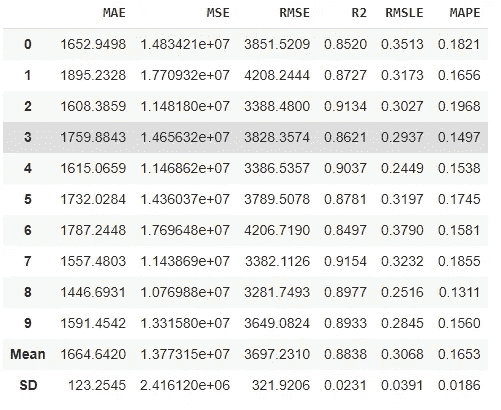 MAE MSE RMSE R2 RMSLE MAPE
0 1652.9498 1.483421e+07 3851.5209 0.8520 0.3513 0.1821
1 1895.2328 1.770932e+07 4208.2444 0.8727 0.3173 0.1656
2 1608.3859 1.148180e+07 3388.4800 0.9134 0.3027 0.1968
3 1759.8843 1.465632e+07 3828.3574 0.8621 0.2937 0.1497
4 1615.0659 1.146862e+07 3386.5357 0.9037 0.2449 0.1538
5 1732.0284 1.436037e+07 3789.5078 0.8781 0.3197 0.1745
6 1787.2448 1.769648e+07 4206.7190 0.8497 0.3790 0.1581
7 1557.4803 1.143869e+07 3382.1126 0.9154 0.3232 0.1855
8 1446.6931 1.076988e+07 3281.7493 0.8977 0.2516 0.1311
9 1591.4542 1.331580e+07 3649.0824 0.8933 0.2845 0.1560
Mean 1664.6420 1.377315e+07 3697.2310 0.8838 0.3068 0.1653
SD 123.2545 2.416120e+06 321.9206 0.0231 0.0391 0.0186